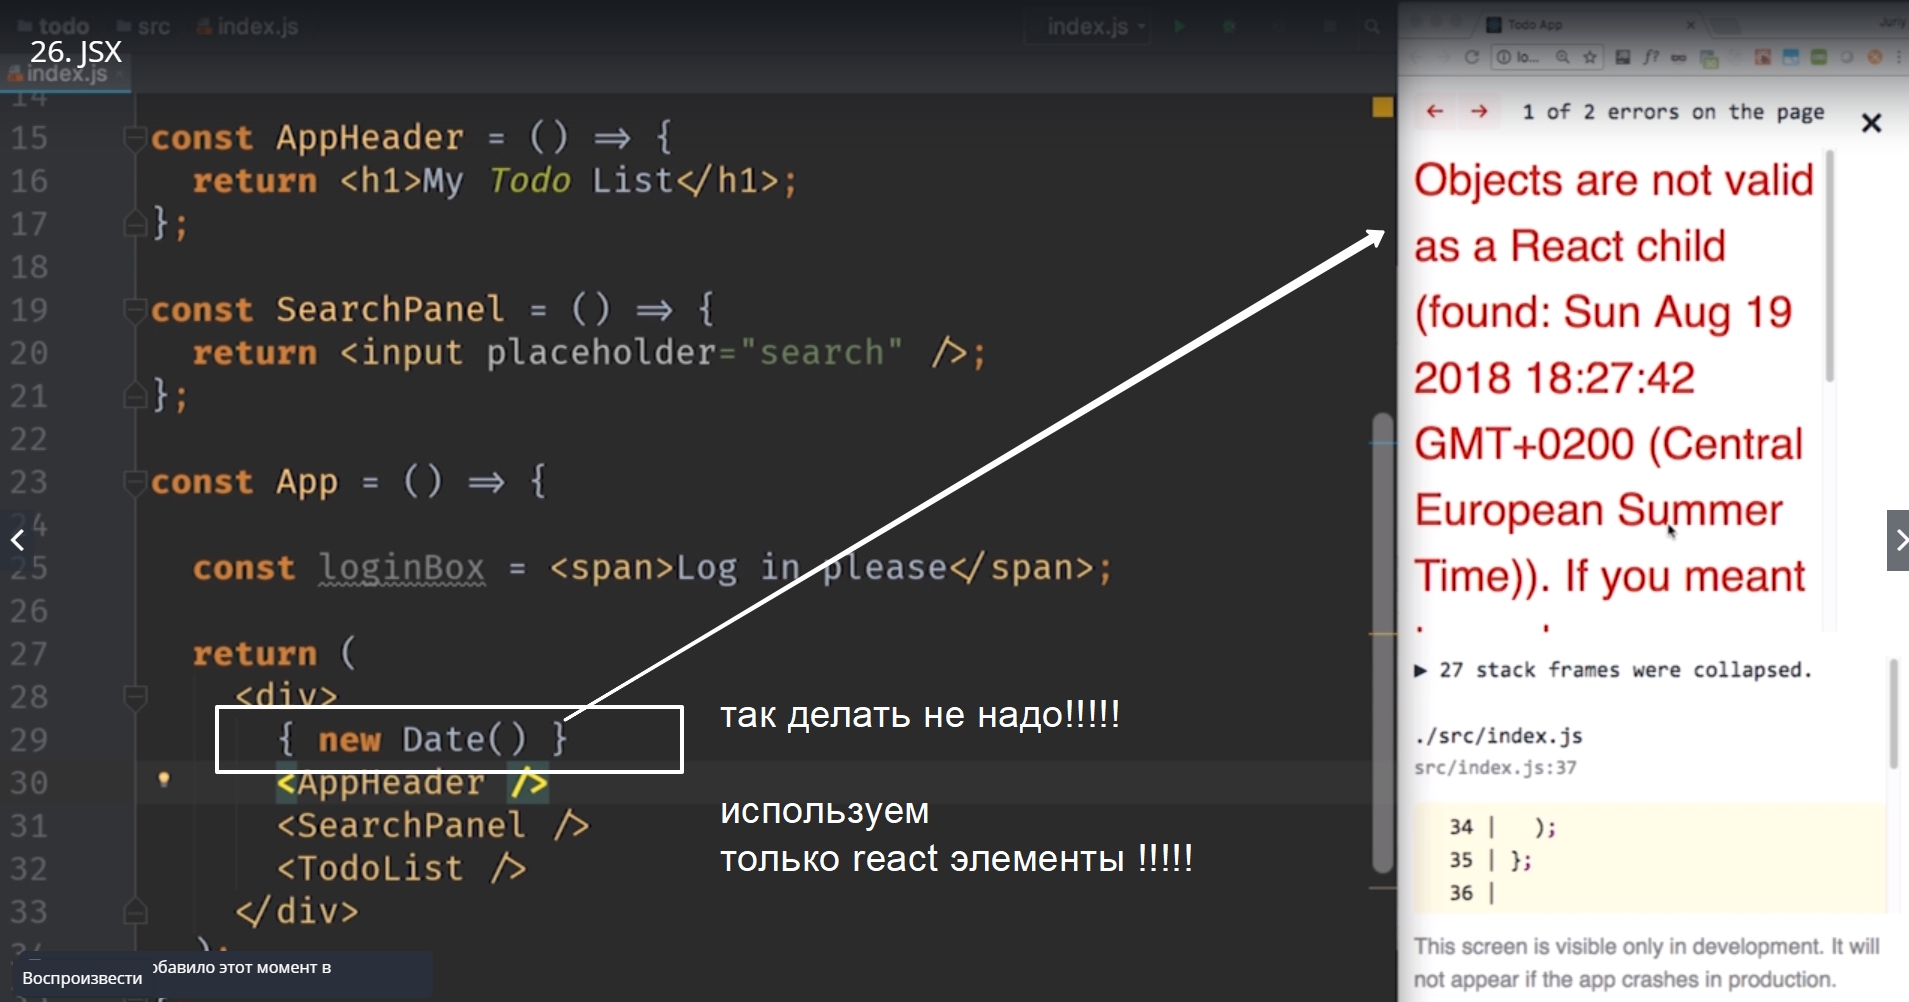 todo src index.js
index.js
Todo App
26. JSX
index.js
lo...
f?
14
15 const AppHeader = () => {
16 return <h1>My Todo List</h1>;
17 };
18
19 const SearchPanel = () => {
20 return <input placeholder="search" />;
21 };
22
23 const App = () => {
24
25 const loginBox = <span>Log in please</span>;
26
27 return (
28 <div>
29 { new Date() }
30 <AppHeader />
31 <SearchPanel />
32 <TodoList />
33 </div>
);
так делать не надо!!!!!
используем
только react элементы !!!!!
Воспроизвести
обавило этот момент в
1 of 2 errors on the page
Objects are not valid
as a React child
(found: Sun Aug 19
2018 18:27:42
GMT+0200 (Central
European Summer
Time)). If you meant
▶ 27 stack frames were collapsed.
./src/index.js
src/index.js:37
34 | );
35 | };
36 |
This screen is visible only in development. It will
not appear if the app crashes in production.